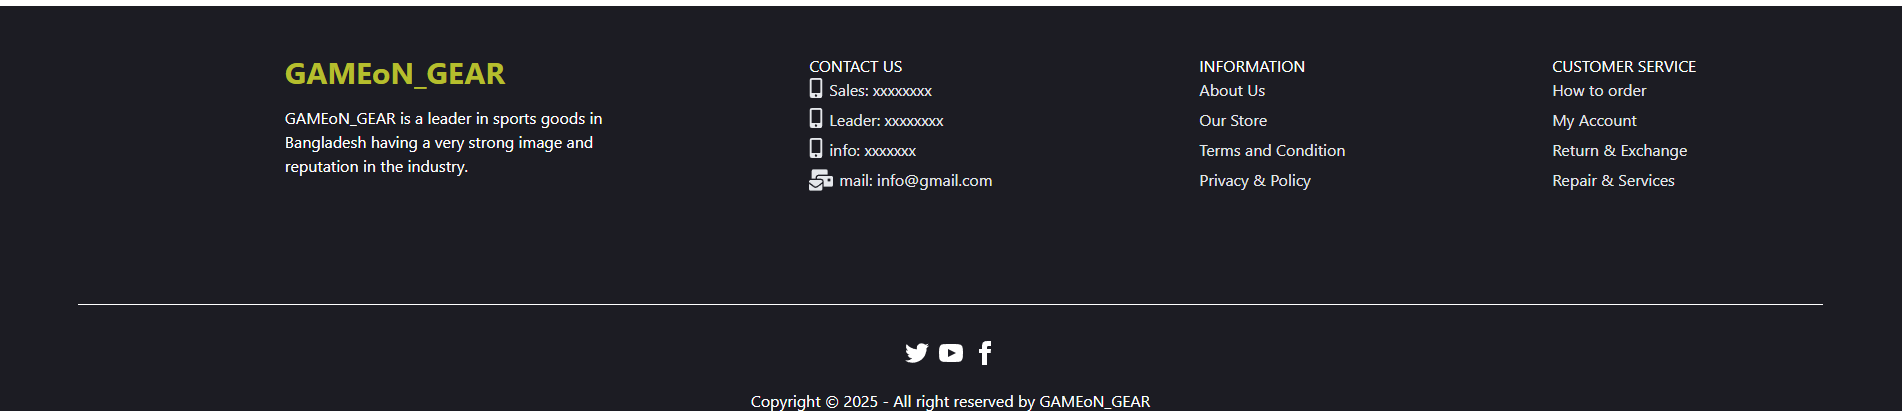 GAMEoN_GEAR
GAMEoN_GEAR is a leader in sports goods in
Bangladesh having a very strong image and
reputation in the industry.
CONTACT US
Sales: xxxxxxxx
Leader: xxxxxxxx
info: xxxxxxx
mail: info@gmail.com
INFORMATION
About Us
Our Store
Terms and Condition
Privacy & Policy
CUSTOMER SERVICE
How to order
My Account
Return & Exchange
Repair & Services
Copyright © 2025 - All right reserved by GAMEoN_GEAR